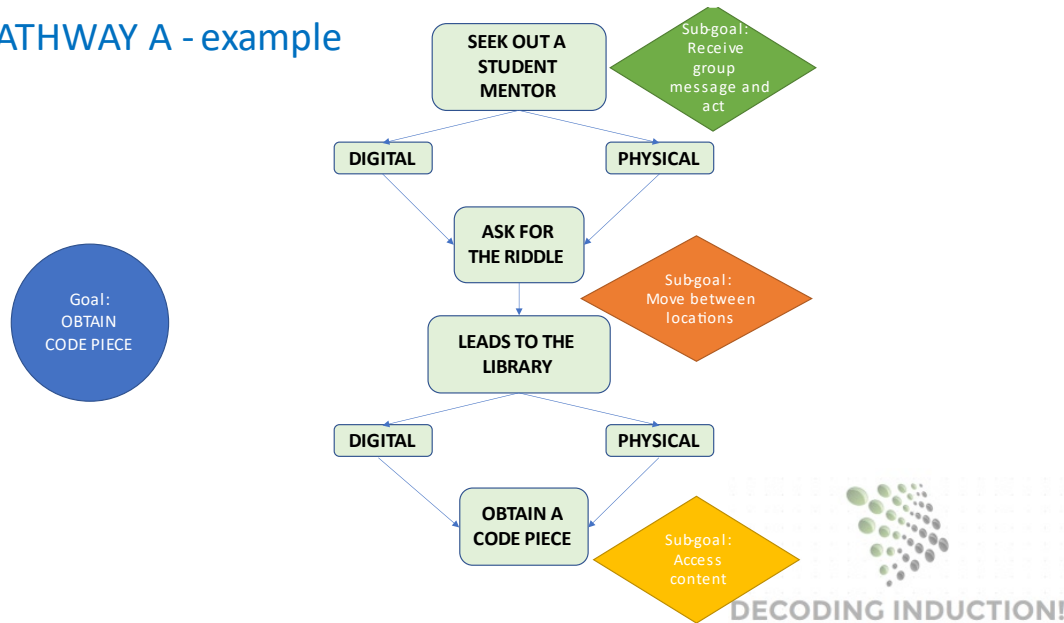 ATHWAY A - example
SEEK OUT A
STUDENT
MENTOR
Sub-goal:
Receive
group
message and
act
DIGITAL
PHYSICAL
ASK FOR
THE RIDDLE
Goal:
OBTAIN
CODE PIECE
Sub-goal:
Move between
locations
LEADS TO THE
LIBRARY
DIGITAL
PHYSICAL
OBTAIN A
CODE PIECE
Sub-goal:
Access
content
DECODING INDUCTION!